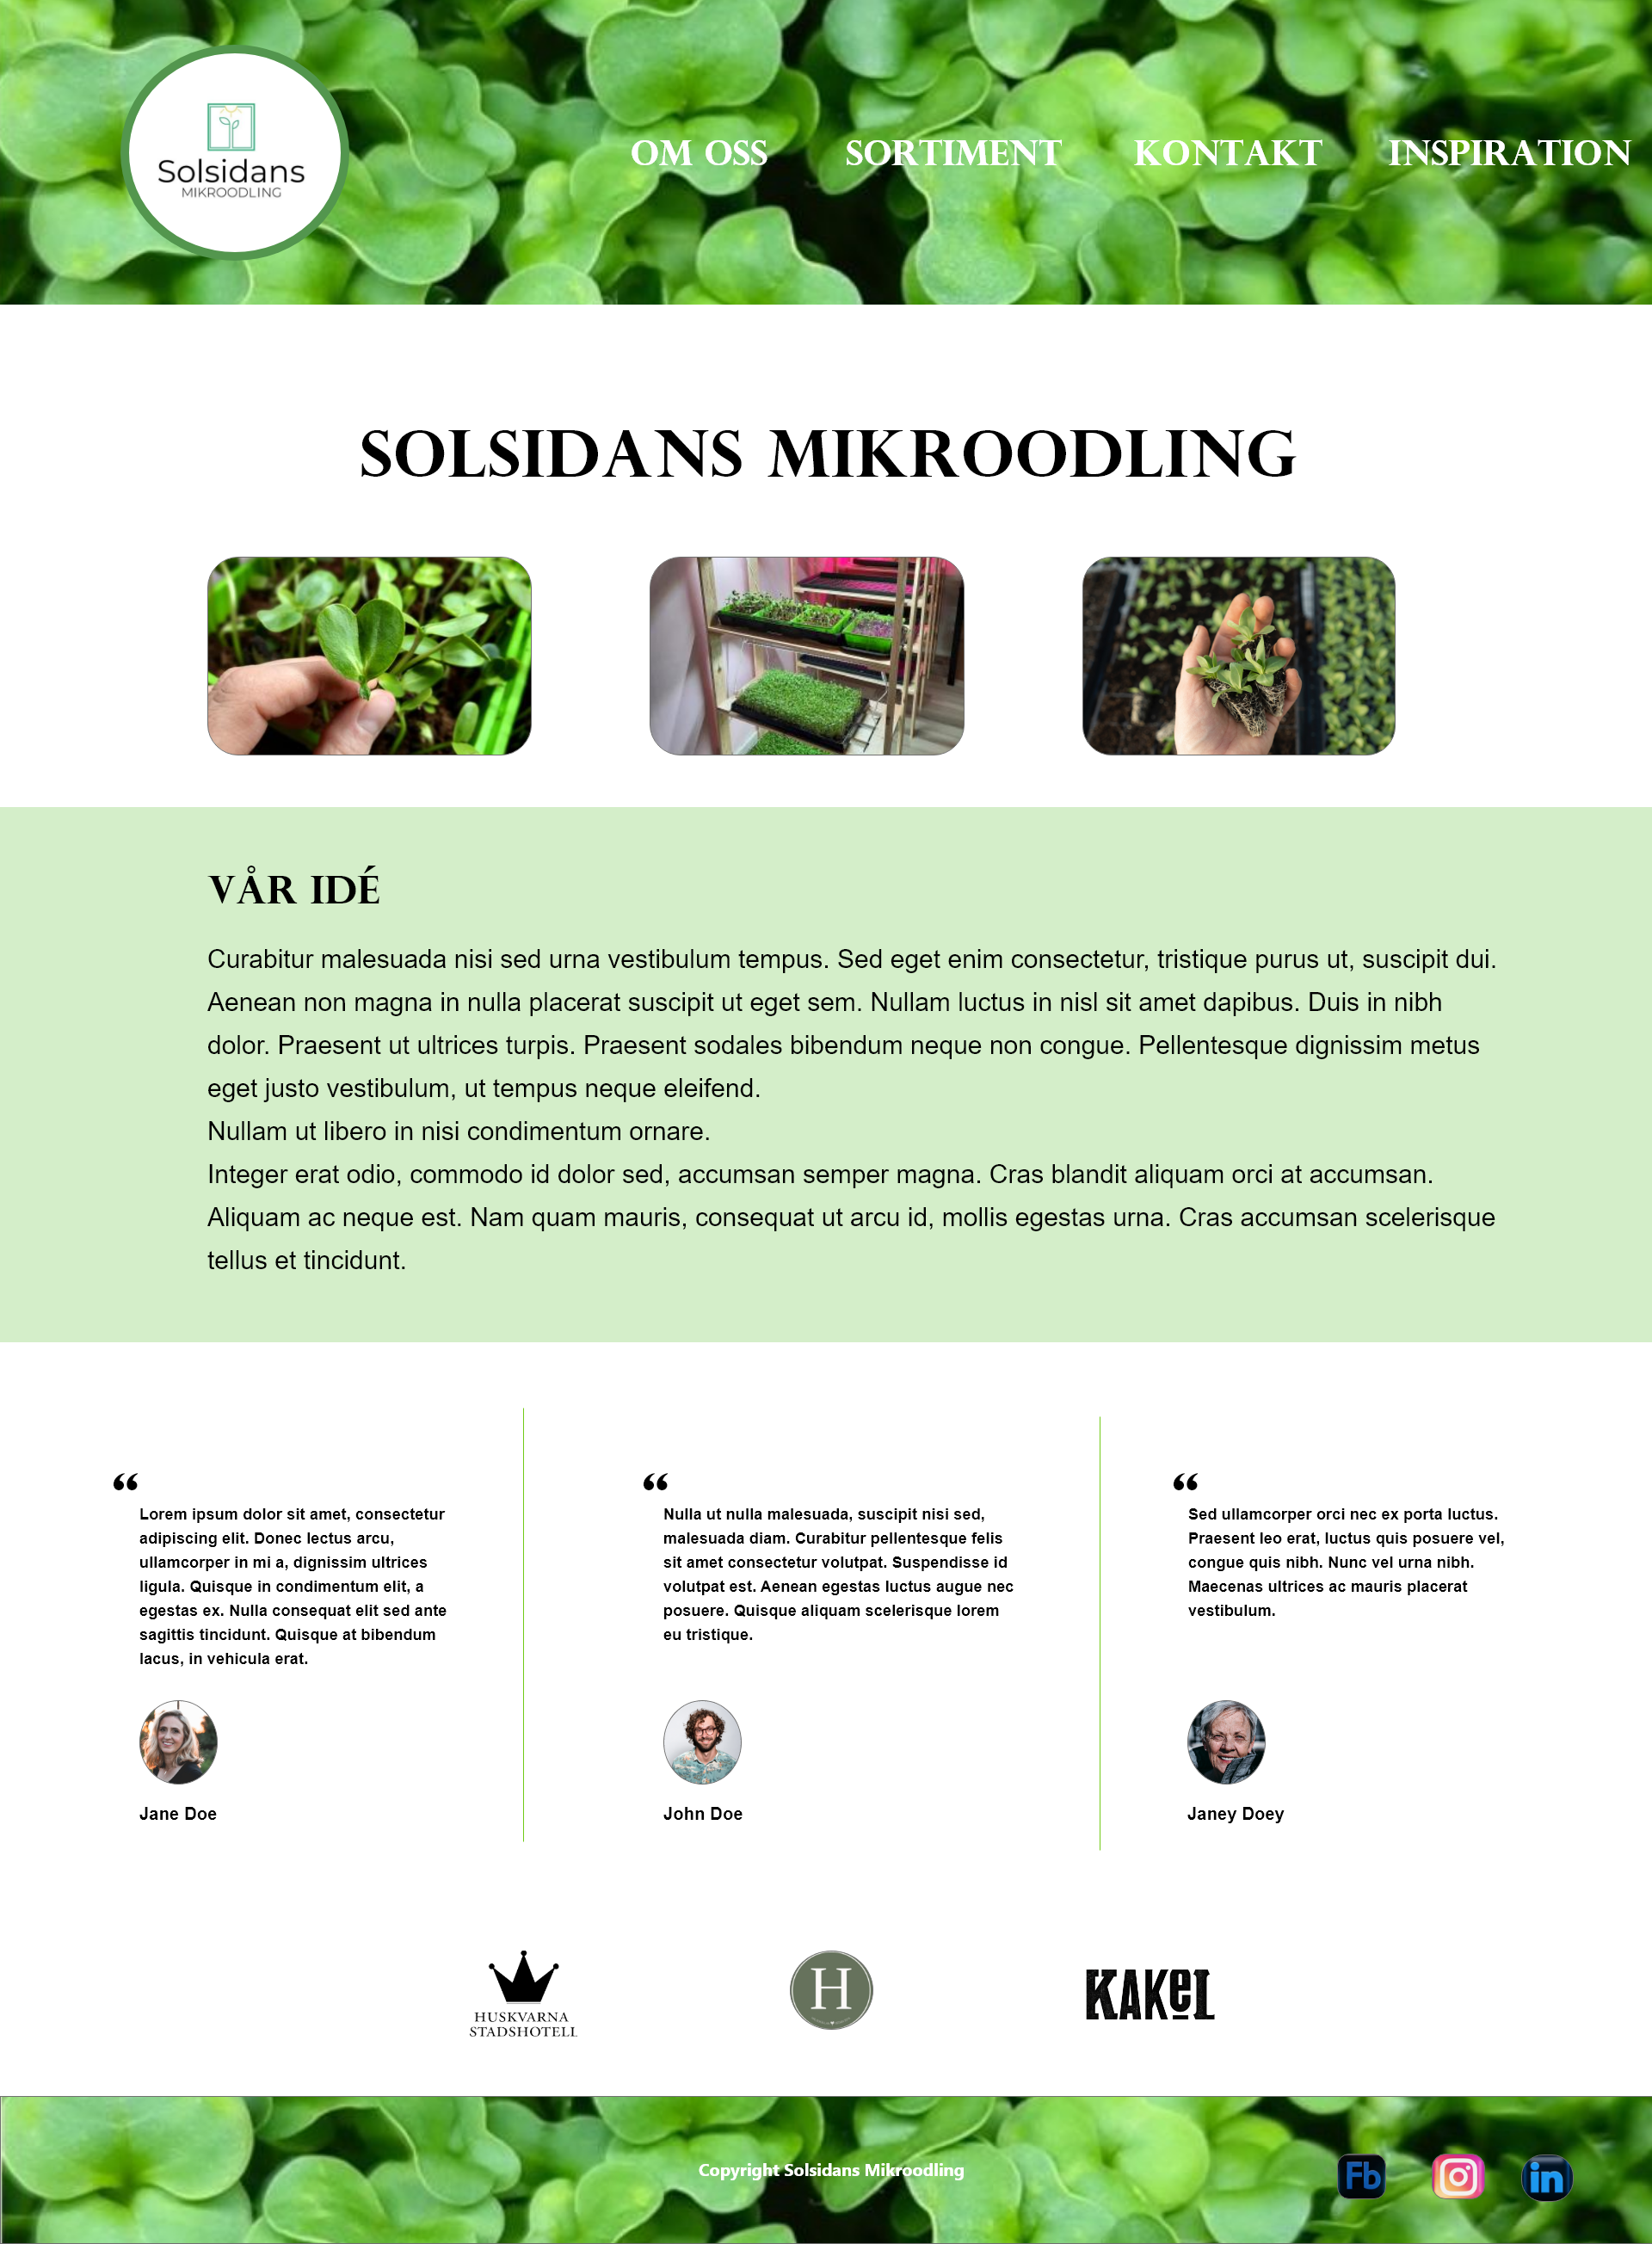 Solsidans
MIKROODLING
OM OSS SORTIMENT KONTAKT INSPIRATION
SOLSIDANS MIKROODLING
VÅR IDÉ
Curabitur malesuada nisi sed urna vestibulum tempus. Sed eget enim consectetur, tristique purus ut, suscipit dui.
Aenean non magna in nulla placerat suscipit ut eget sem. Nullam luctus in nisl sit amet dapibus. Duis in nibh
dolor. Praesent ut ultrices turpis. Praesent sodales bibendum neque non congue. Pellentesque dignissim metus
eget justo vestibulum, ut tempus neque eleifend.
Nullam ut libero in nisi condimentum ornare.
Integer erat odio, commodo id dolor sed, accumsan semper magna. Cras blandit aliquam orci at accumsan.
Aliquam ac neque est. Nam quam mauris, consequat ut arcu id, mollis egestas urna. Cras accumsan scelerisque
tellus et tincidunt.
“
Lorem ipsum dolor sit amet, consectetur
adipiscing elit. Donec lectus arcu,
ullamcorper in mi a, dignissim ultrices
ligula. Quisque in condimentum elit, a
egestas ex. Nulla consequat elit sed ante
sagittis tincidunt. Quisque at bibendum
lacus, in vehicula erat.
Jane Doe
“
Nulla ut nulla malesuada, suscipit nisi sed,
malesuada diam. Curabitur pellentesque felis
sit amet consectetur volutpat. Suspendisse id
volutpat est. Aenean egestas luctus augue nec
posuere. Quisque aliquam scelerisque lorem
eu tristique.
John Doe
“
Sed ullamcorper orci nec ex porta luctus.
Praesent leo erat, luctus quis posuere vel,
congue quis nibh. Nunc vel urna nibh.
Maecenas ultrices ac mauris placerat
vestibulum.
Janey Doey
HUSKVARNA
STADSHOTELL
H
KAKeL
Copyright Solsidans Mikroodling
Fb
in